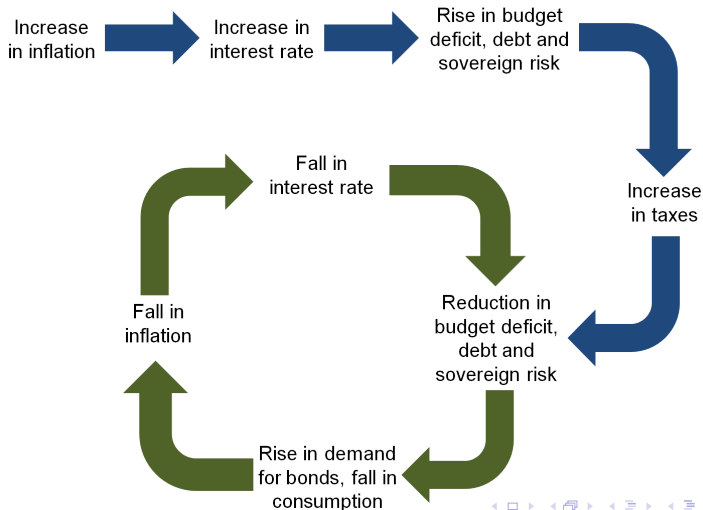 Increase
in inflation
Increase in
interest rate
Rise in budget
deficit, debt and
sovereign risk
Increase
in taxes
Reduction in
budget deficit,
debt and
sovereign risk
Rise in demand
for bonds, fall in
consumption
Fall in
inflation
Fall in
interest rate